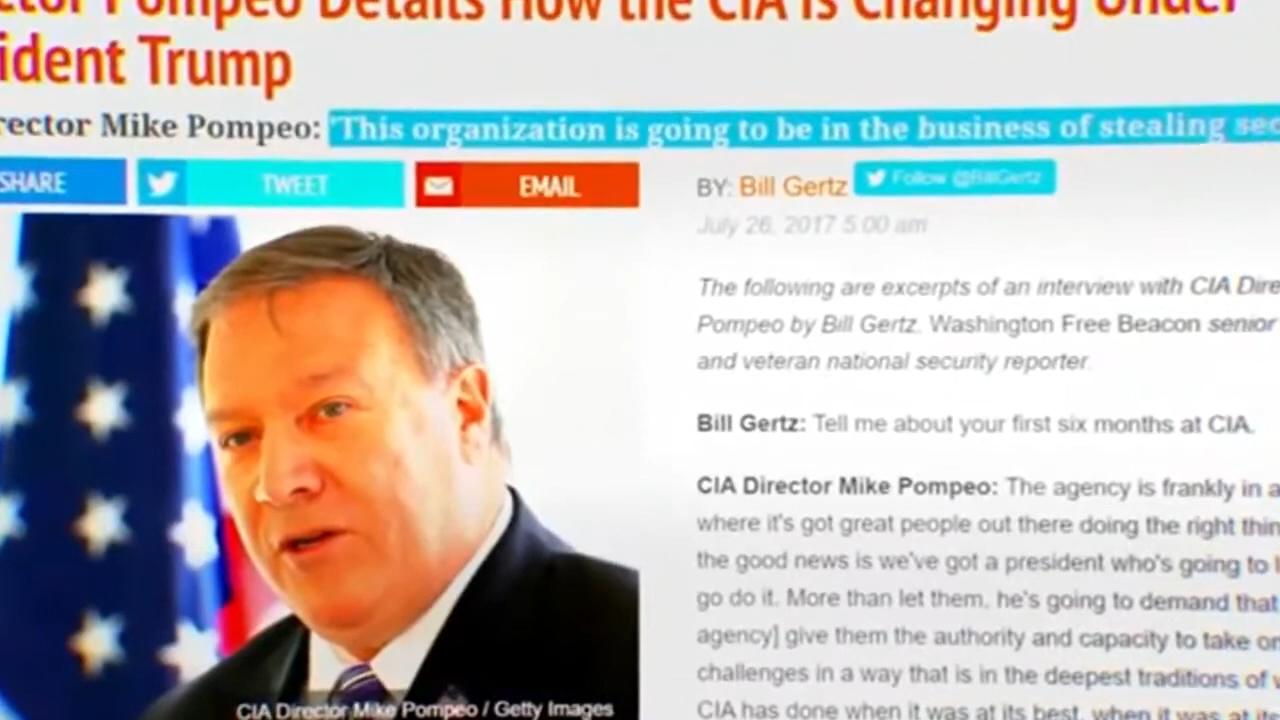 ctor Pompeo Details How the CIA is Changing Under
ident Trump
rector Mike Pompeo: 'This organization is going to be in the business of stealing sec
SHARE
TWEET
EMAIL
BY: Bill Gertz
Follow @BillGertz
July 26, 2017 5:00 am
The following are excerpts of an interview with CIA Dire
Pompeo by Bill Gertz, Washington Free Beacon senior
and veteran national security reporter.
Bill Gertz: Tell me about your first six months at CIA.
CIA Director Mike Pompeo: The agency is frankly in a
where it's got great people out there doing the right thin
the good news is we've got a president who's going to l
go do it. More than let them, he's going to demand that
agency] give them the authority and capacity to take on
challenges in a way that is in the deepest traditions of w
CIA has done when it was at its best, when it was at its
CIA Director Mike Pompeo / Getty Images